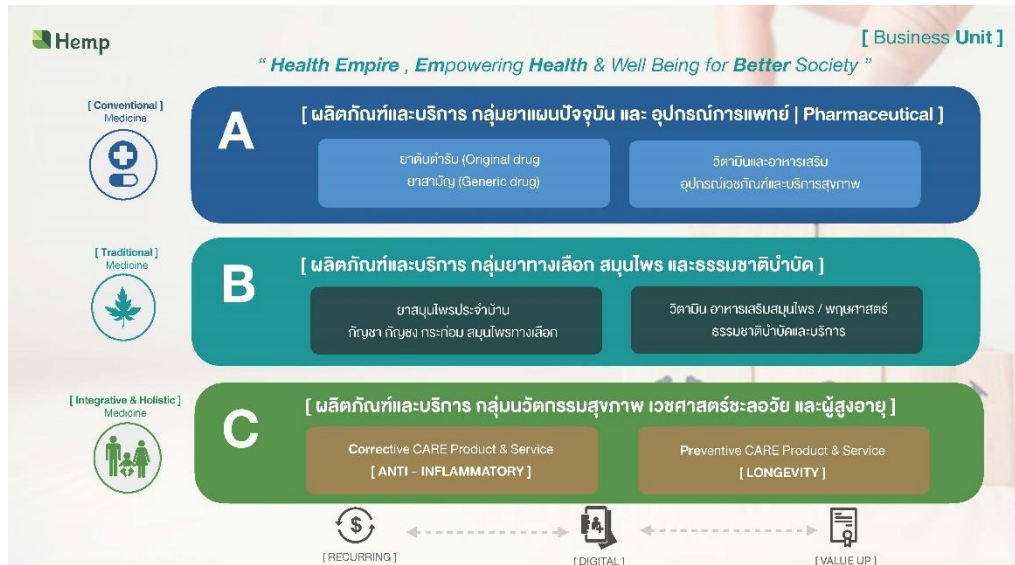 Hemp
[ Business Unit ]
“ Health Empire , Empowering Health & Well Being for Better Society ”
[ Conventional ]
Medicine
A
[ ผลิตภัณฑ์และบริการ กลุ่มยาแผนปัจจุบัน และ อุปกรณ์การแพทย์ | Pharmaceutical ]
ยาต้นตำรับ (Original drug
ยาสามัญ (Generic drug)
วิตามินและอาหารเสริม
อุปกรณ์เวชภัณฑ์และบริการสุขภาพ
[ Traditional ]
Medicine
B
[ ผลิตภัณฑ์และบริการ กลุ่มยาทางเลือก สมุนไพร และธรรมชาติบำบัด ]
ยาสมุนไพรประจำบ้าน
กัญชา กัญชง กระท่อม สมุนไพรทางเลือก
วิตามิน อาหารเสริมสมุนไพร / พฤษศาสตร์
ธรรมชาติบำบัดและบริการ
[ Integrative & Holistic ]
Medicine
C
[ ผลิตภัณฑ์และบริการ กลุ่มนวัตกรรมสุขภาพ เวชศาสตร์ชะลอวัย และผู้สูงอายุ ]
Corrective CARE Product & Service
[ ANTI - INFLAMMATORY ]
Preventive CARE Product & Service
[ LONGEVITY ]
[ RECURRING ]
[ DIGITAL ]
[ VALUE UP ]